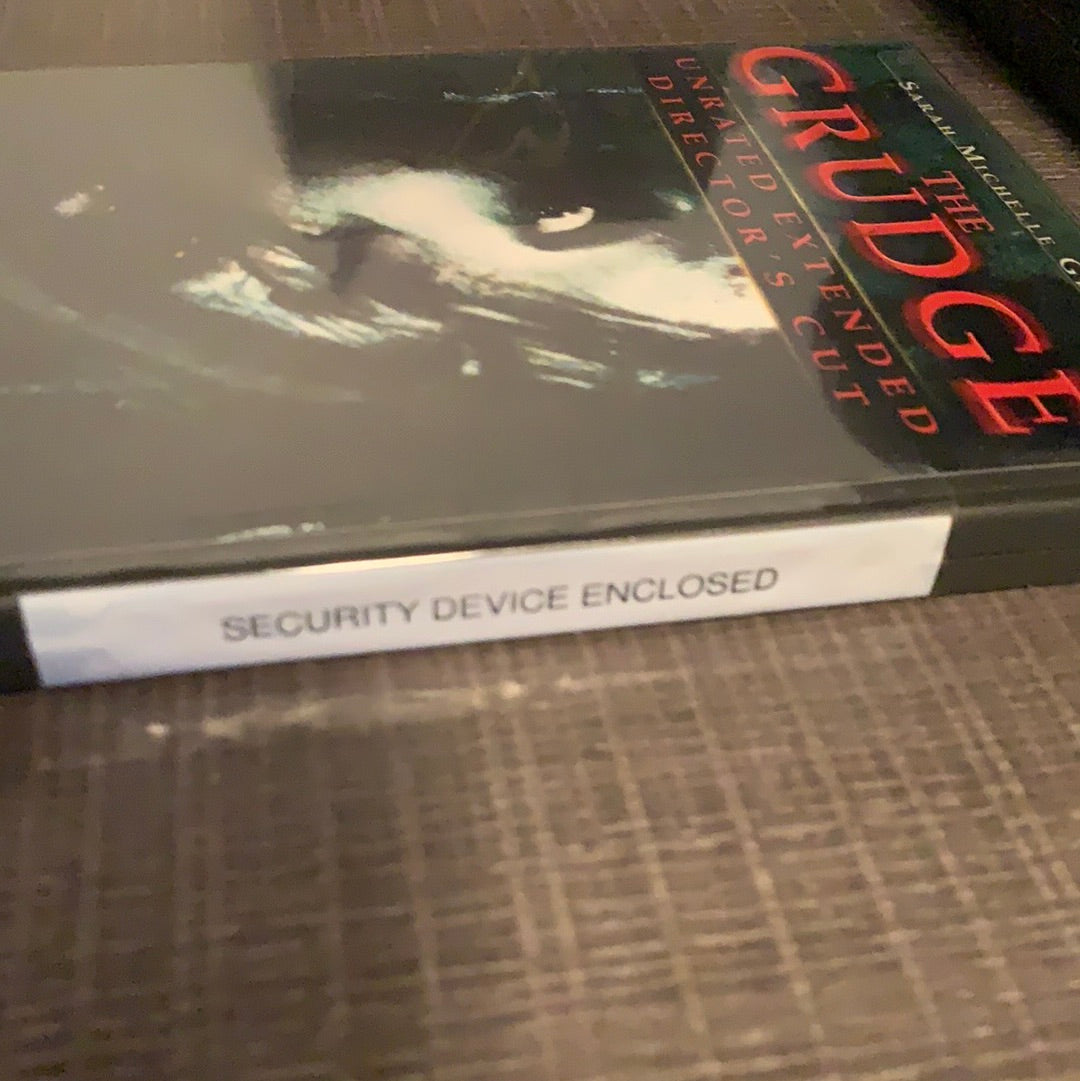 SARAH MICHELLE G
THE
GRUDGE
UNRATED EXTENDED
DIRECTOR'S CUT
SECURITY DEVICE ENCLOSED